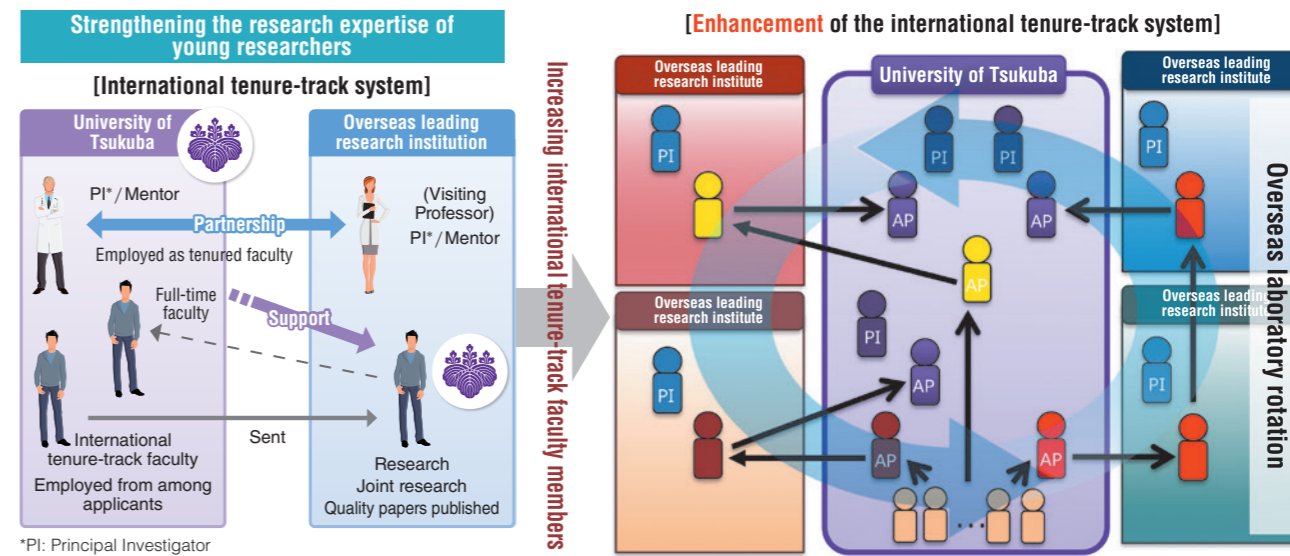 Strengthening the research expertise of
young researchers
[International tenure-track system]
University of
Tsukuba
PI*/Mentor
Partnership
Employed as tenured faculty
Full-time
faculty
Support
Sent
International
tenure-track faculty
Employed from among
applicants
Overseas leading
research institution
(Visiting
Professor)
PI*/Mentor
Research
Joint research
Quality papers published
*PI: Principal Investigator
Increasing international tenure-track faculty members
[Enhancement of the international tenure-track system]
Overseas leading
research institute
PI
University of Tsukuba
PI
PI
AP
AP
AP
PI
AP
AP
AP
...
Overseas leading
research institute
PI
Overseas leading
research institute
PI
Overseas leading
research institute
PI
Overseas laboratory rotation